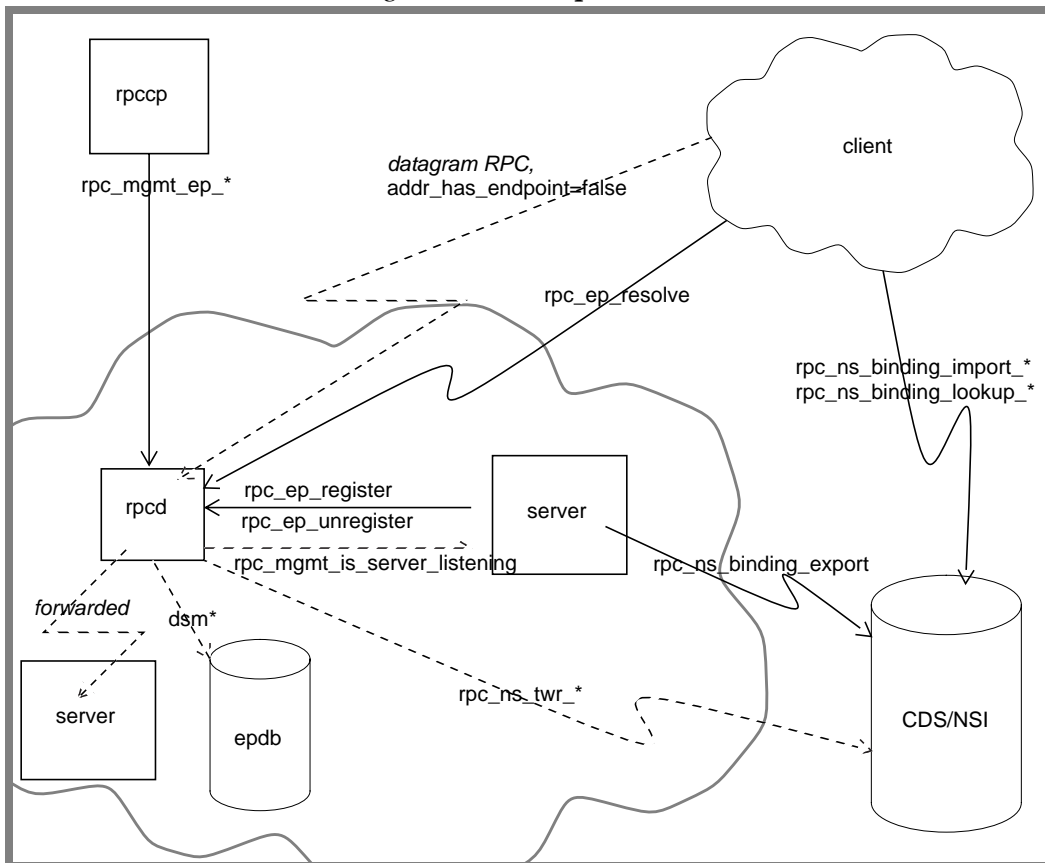 rpccp
client
datagram RPC,
addr_has_endpoint=false
rpc_mgmt_ep_*
rpc_ep_resolve
rpc_ns_binding_import_*
rpc_ns_binding_lookup_*
rpcd
rpc_ep_register
rpc_ep_unregister
server
rpc_mgmt_is_server_listening
rpc_ns_binding_export
forwarded
dsm*
rpc_ns_twr_*
server
epdb
CDS/NSI